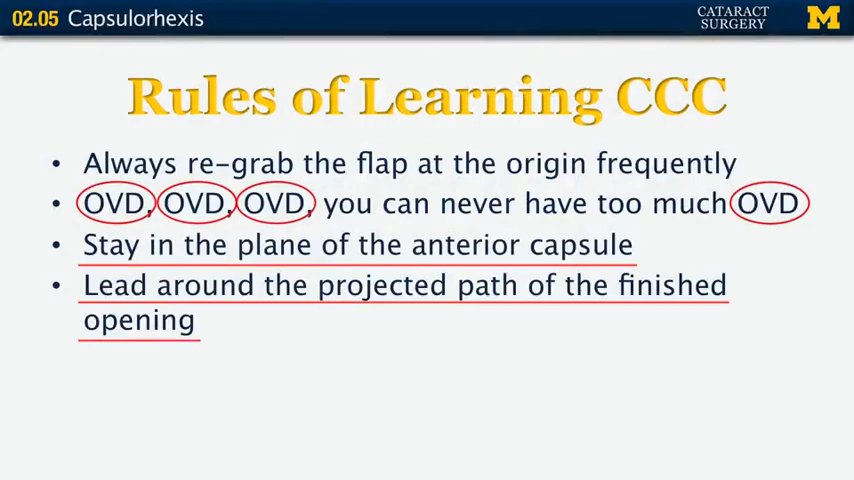 02.05 Capsulorhexis
CATARACT
SURGERY
M
Rules of Learning CCC
• Always re-grab the flap at the origin frequently
• OVD, OVD, OVD, you can never have too much OVD
• Stay in the plane of the anterior capsule
• Lead around the projected path of the finished
opening